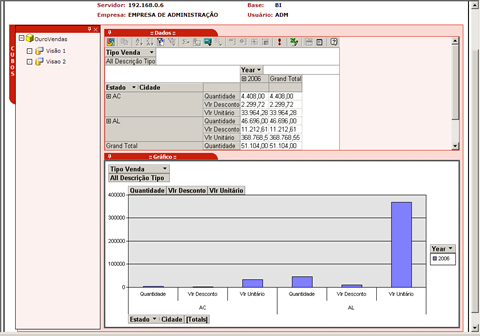 Servidor: 192.168.0.6 Base: BI
Empresa: EMPRESA DE ADMINISTRAÇÃO Usuário: ADM
CUBOS
OuroVendas
Visão 1
Visao 2
:: Dados ::
Tipo Venda
All Descrição Tipo
Year
2006 Grand Total
Estado Cidade
AC Quantidade 4.408,00 4.408,00
Vlr Desconto 2.299,72 2.299,72
Vlr Unitário 33.964,28 33.964,28
AL Quantidade 46.696,00 46.696,00
Vlr Desconto 11.212,61 11.212,61
Vlr Unitário 368.768,5 368.768,55
Grand Total Quantidade 51.104,00 51.104,00
:: Gráfico ::
Tipo Venda
All Descrição Tipo
Quantidade Vlr Desconto Vlr Unitário
400000
300000
200000
100000
0
Year
2006
Quantidade Vlr Desconto Vlr Unitário Quantidade Vlr Desconto Vlr Unitário
AC AL
Estado Cidade [Totals]